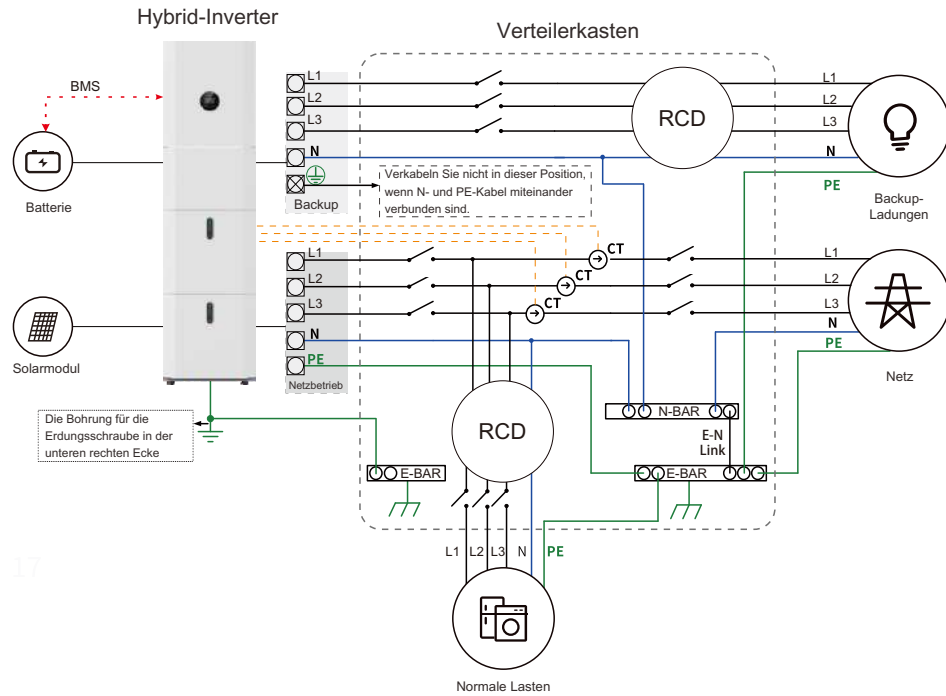 Hybrid-Inverter
Verteilerkasten
BMS
Batterie
Solarmodul
L1
L2
L3
N
Backup
Verkabeln Sie nicht in dieser Position,
wenn N- und PE-Kabel miteinander
verbunden sind.
RCD
L1
L2
L3
N
PE
Backup-
Ladungen
L1
L2
L3
N
PE
Netzbetrieb
CT
CT
CT
L1
L2
L3
N
PE
Netz
Die Bohrung für die
Erdungsschraube in der
unteren rechten Ecke
RCD
N-BAR
E-N
Link
E-BAR
E-BAR
L1 L2 L3 N PE
Normale Lasten
17